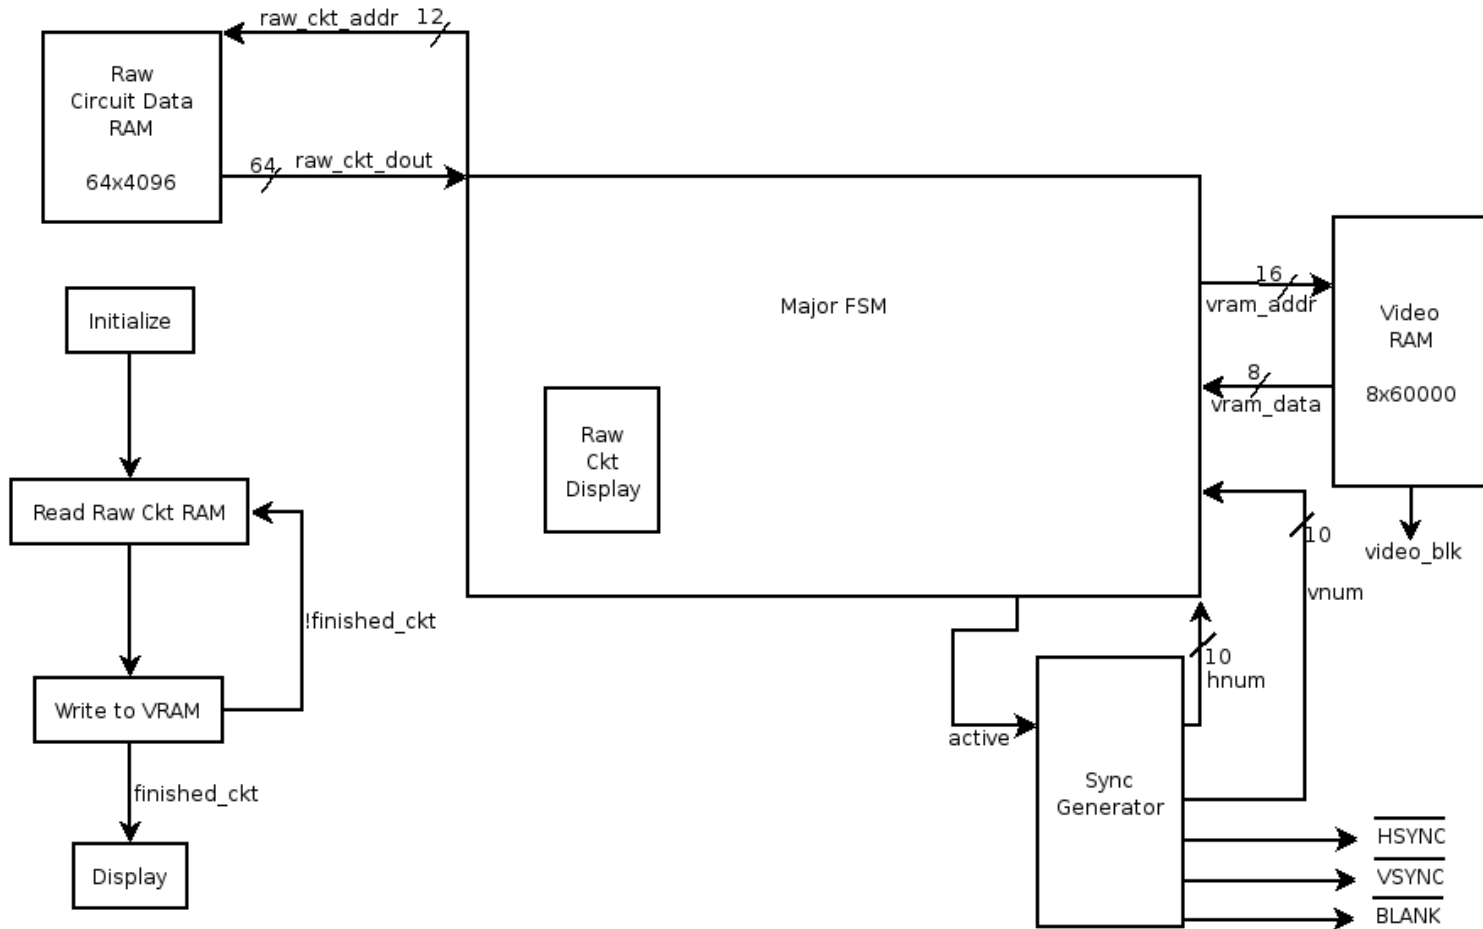 raw_ckt_addr
12
Raw
Circuit Data
RAM
64x4096
64
raw_ckt_dout
Major FSM
Raw
Ckt
Display
16
vram_addr
8
vram_data
Video
RAM
8x60000
video_blk
Initialize
Read Raw Ckt RAM
!finished_ckt
Write to VRAM
finished_ckt
Display
10
vnum
10
hnum
active
Sync
Generator
HSYNC
VSYNC
BLANK